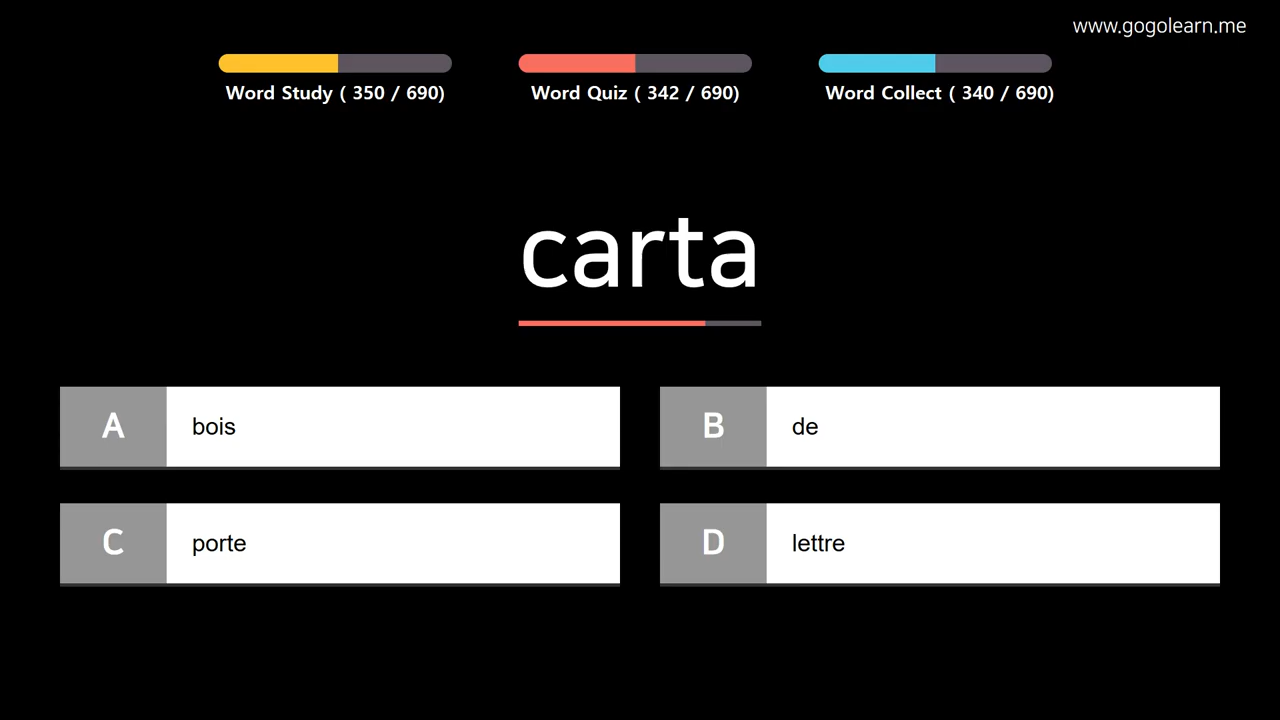 www.gogolearn.me
Word Study ( 350 / 690)
Word Quiz ( 342 / 690)
Word Collect ( 340 / 690)
carta
A bois
B de
C porte
D lettre